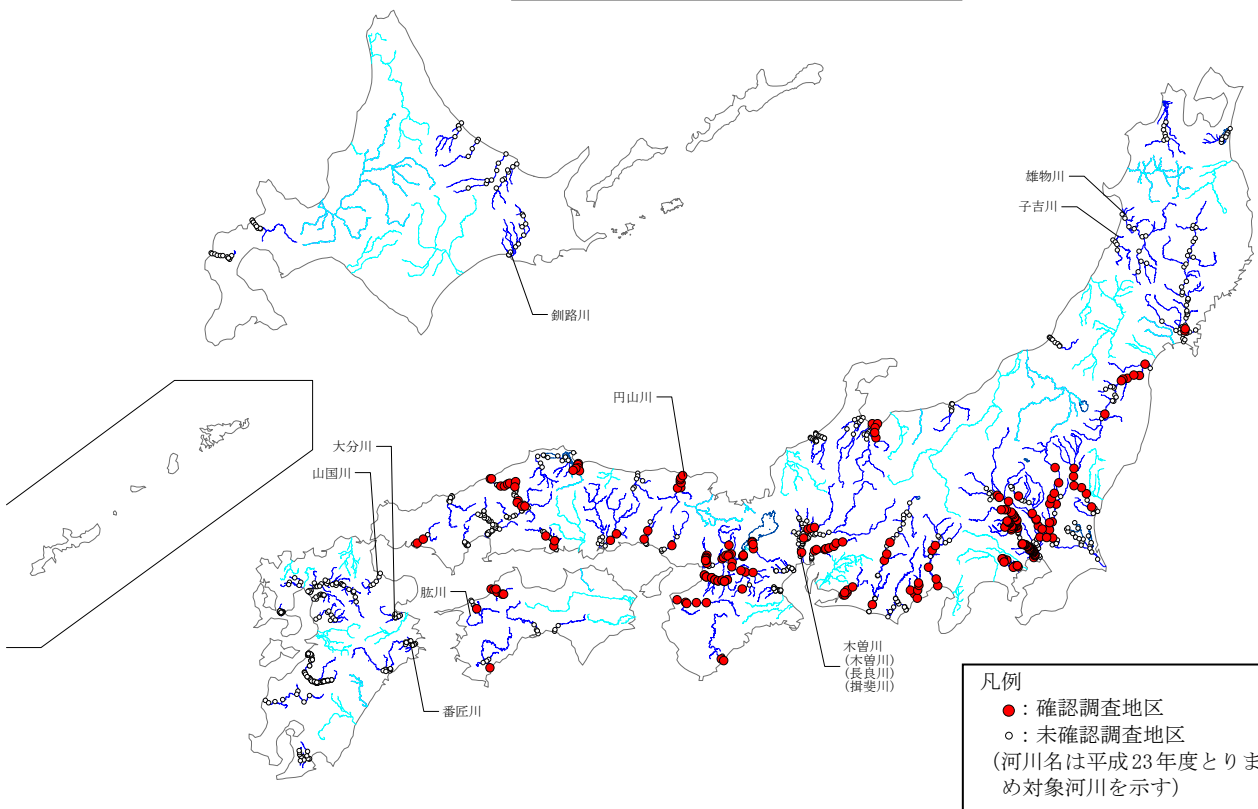 雄物川
子吉川
釧路川
円山川
大分川
山国川
肱川
木曽川
(木曽川)
(長良川)
(揖斐川)
番匠川
凡例
：確認調査地区
：未確認調査地区
(河川名は平成23年度とりま
め対象河川を示す)